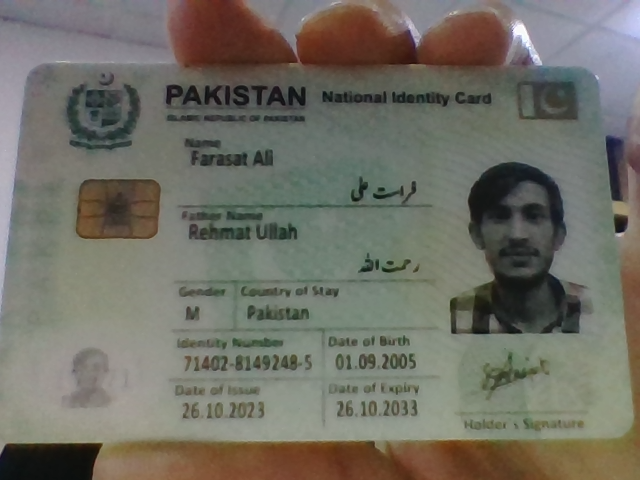 PAKISTAN National Identity Card
ISLAMIC REPUBLIC OF PAKISTAN
Name
Farasat Ali
فراست علی
Father Name
Rehmat Ullah
رحمت اللہ
Gender Country of Stay
M Pakistan
Identity Number Date of Birth
71402-8149248-5 01.09.2005
Date of Issue Date of Expiry
26.10.2023 26.10.2033
Holder's Signature